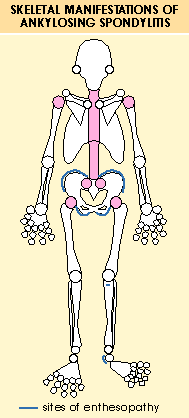 SKELETAL MANIFESTATIONS OF
ANKYLOSING SPONDYLITIS
sites of enthesopathy